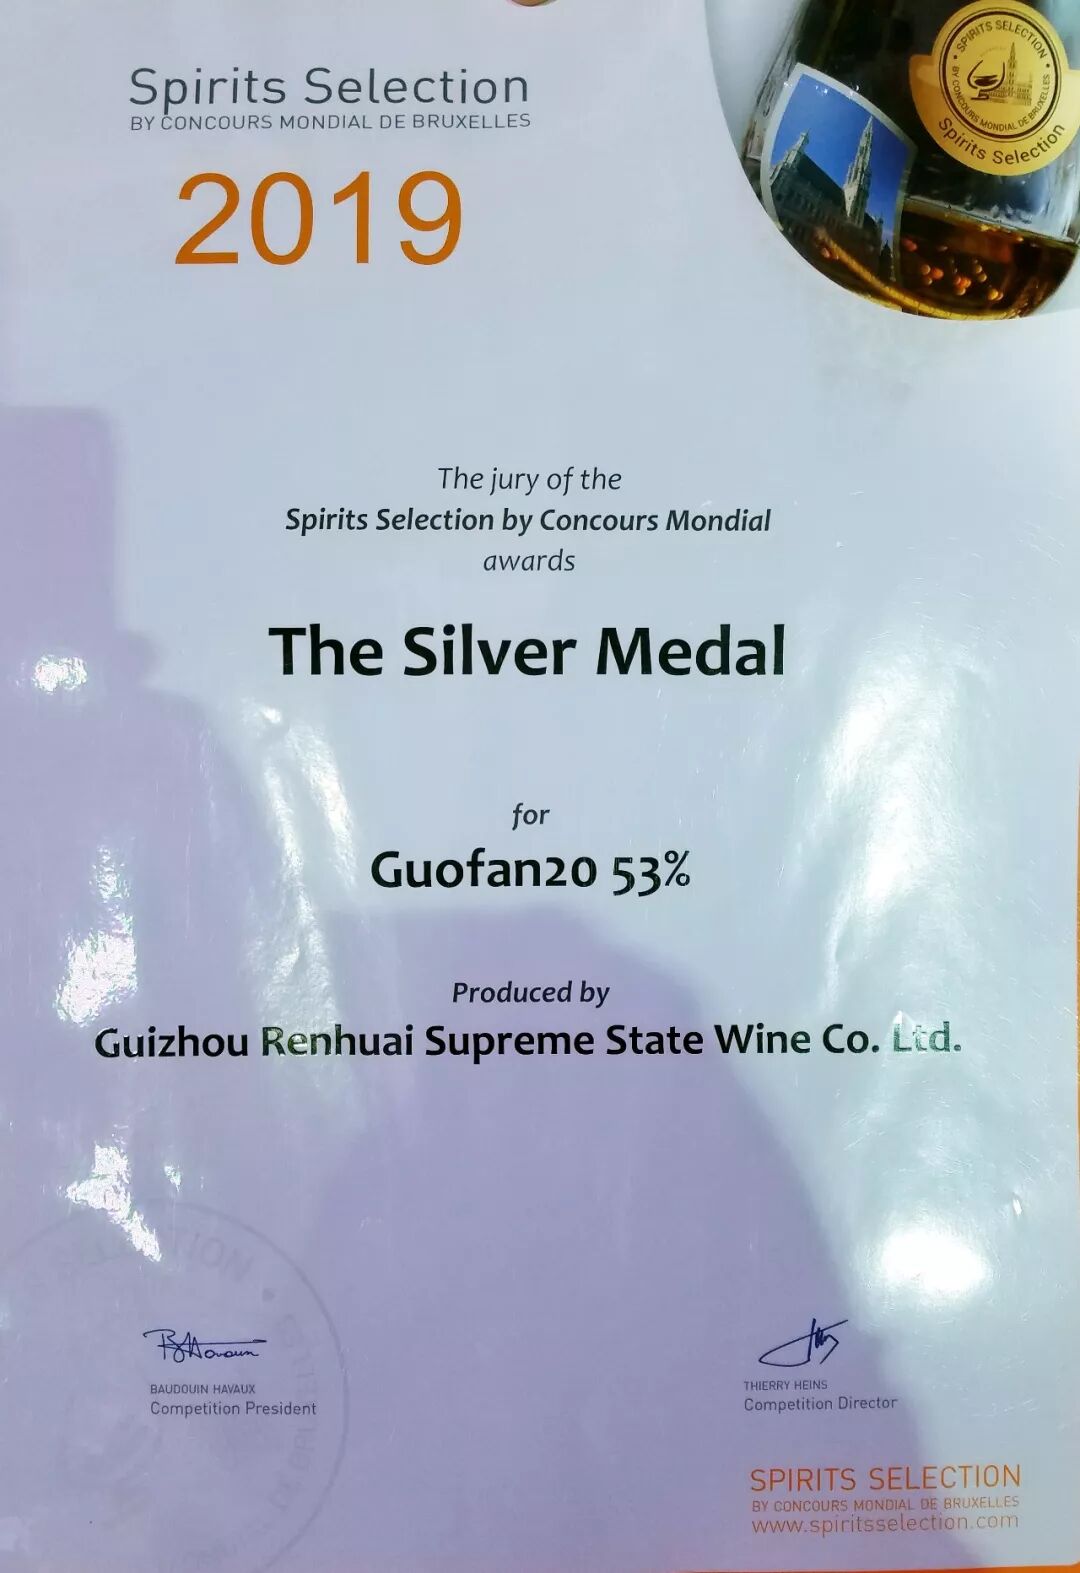 Spirits Selection
BY CONCOURS MONDIAL DE BRUXELLES
2019
SPIRITS SELECTION
BY CONCOURS MONDIAL DE BRUXELLES
Spirits Selection
The jury of the
Spirits Selection by Concours Mondial
awards
The Silver Medal
for
Guofan20 53%
Produced by
Guizhou Renhuai Supreme State Wine Co. Ltd.
BAUDOUIN HAVAUX
Competition President
THIERRY HEINS
Competition Director
SPIRITS SELECTION
BY CONCOURS MONDIAL DE BRUXELLES
www.spiritsselection.com